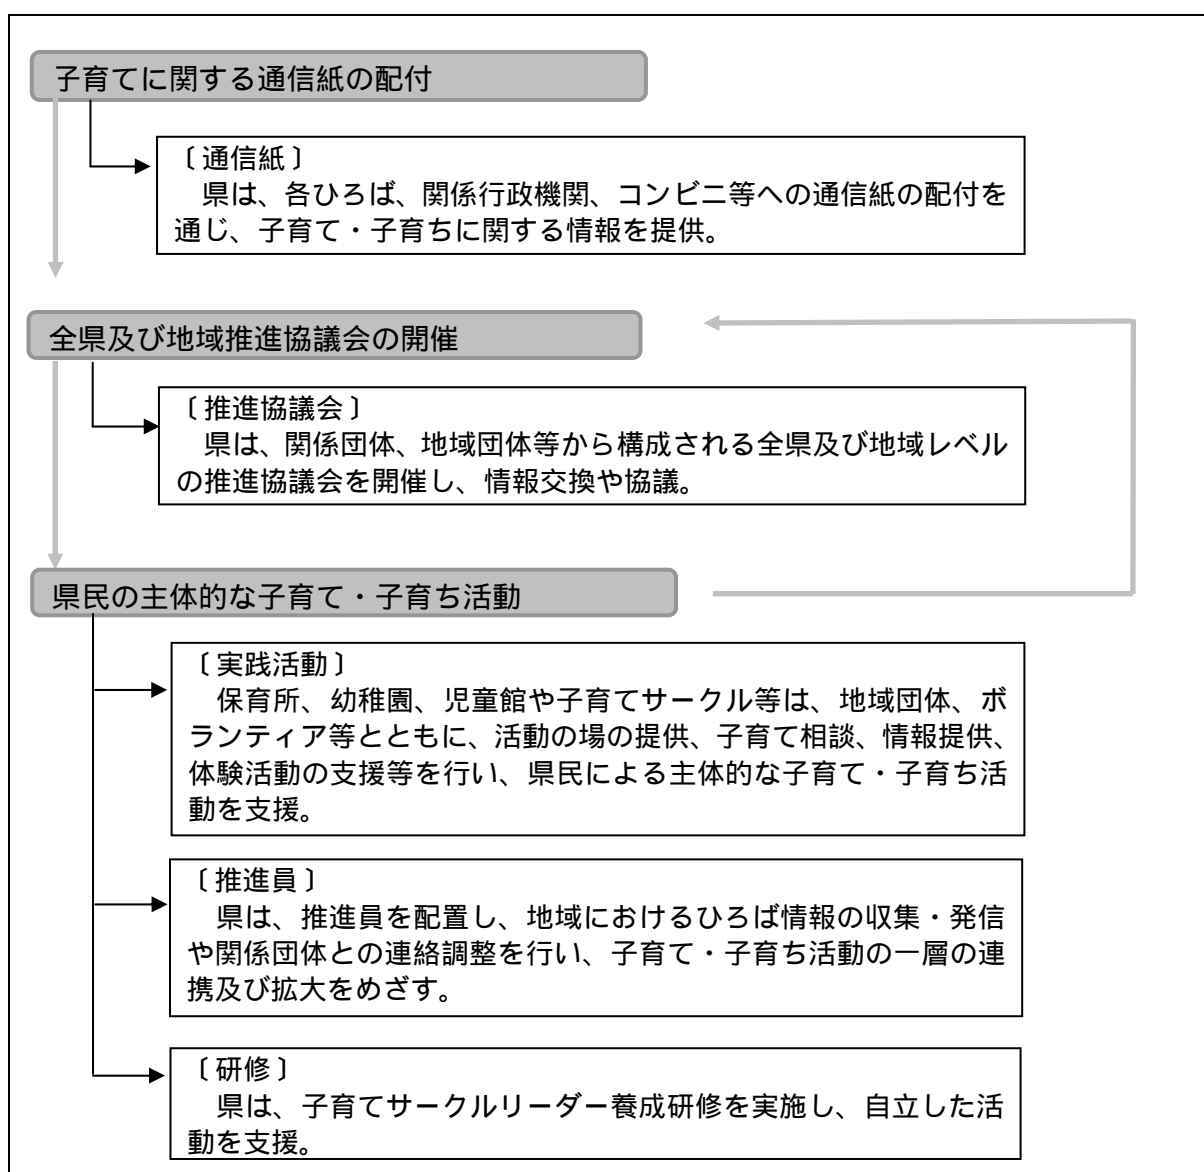 子育てに関する通信紙の配付
〔通信紙〕
県は、各ひろば、関係行政機関、コンビニ等への通信紙の配付を
通じ、子育て・子育ちに関する情報を提供。
全県及び地域推進協議会の開催
〔推進協議会〕
県は、関係団体、地域団体等から構成される全県及び地域レベル
の推進協議会を開催し、情報交換や協議。
県民の主体的な子育て・子育ち活動
〔実践活動〕
保育所、幼稚園、児童館や子育てサークル等は、地域団体、ボ
ランティア等とともに、活動の場の提供、子育て相談、情報提供、
体験活動の支援等を行い、県民による主体的な子育て・子育ち活
動を支援。
〔推進員〕
県は、推進員を配置し、地域におけるひろば情報の収集・発信
や関係団体との連絡調整を行い、子育て・子育ち活動の一層の連
携及び拡大をめざす。
〔研修〕
県は、子育てサークルリーダー養成研修を実施し、自立した活
動を支援。